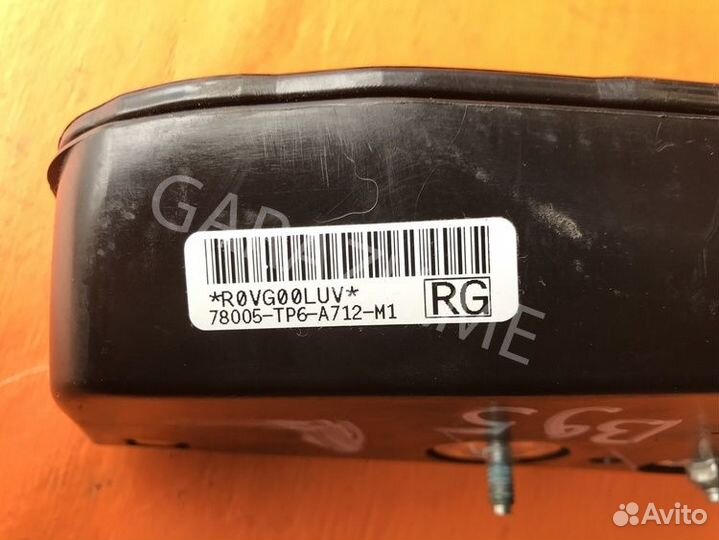 *R0VG00LUV*
RG
78005-TP6-A712-M1
B95
Avito